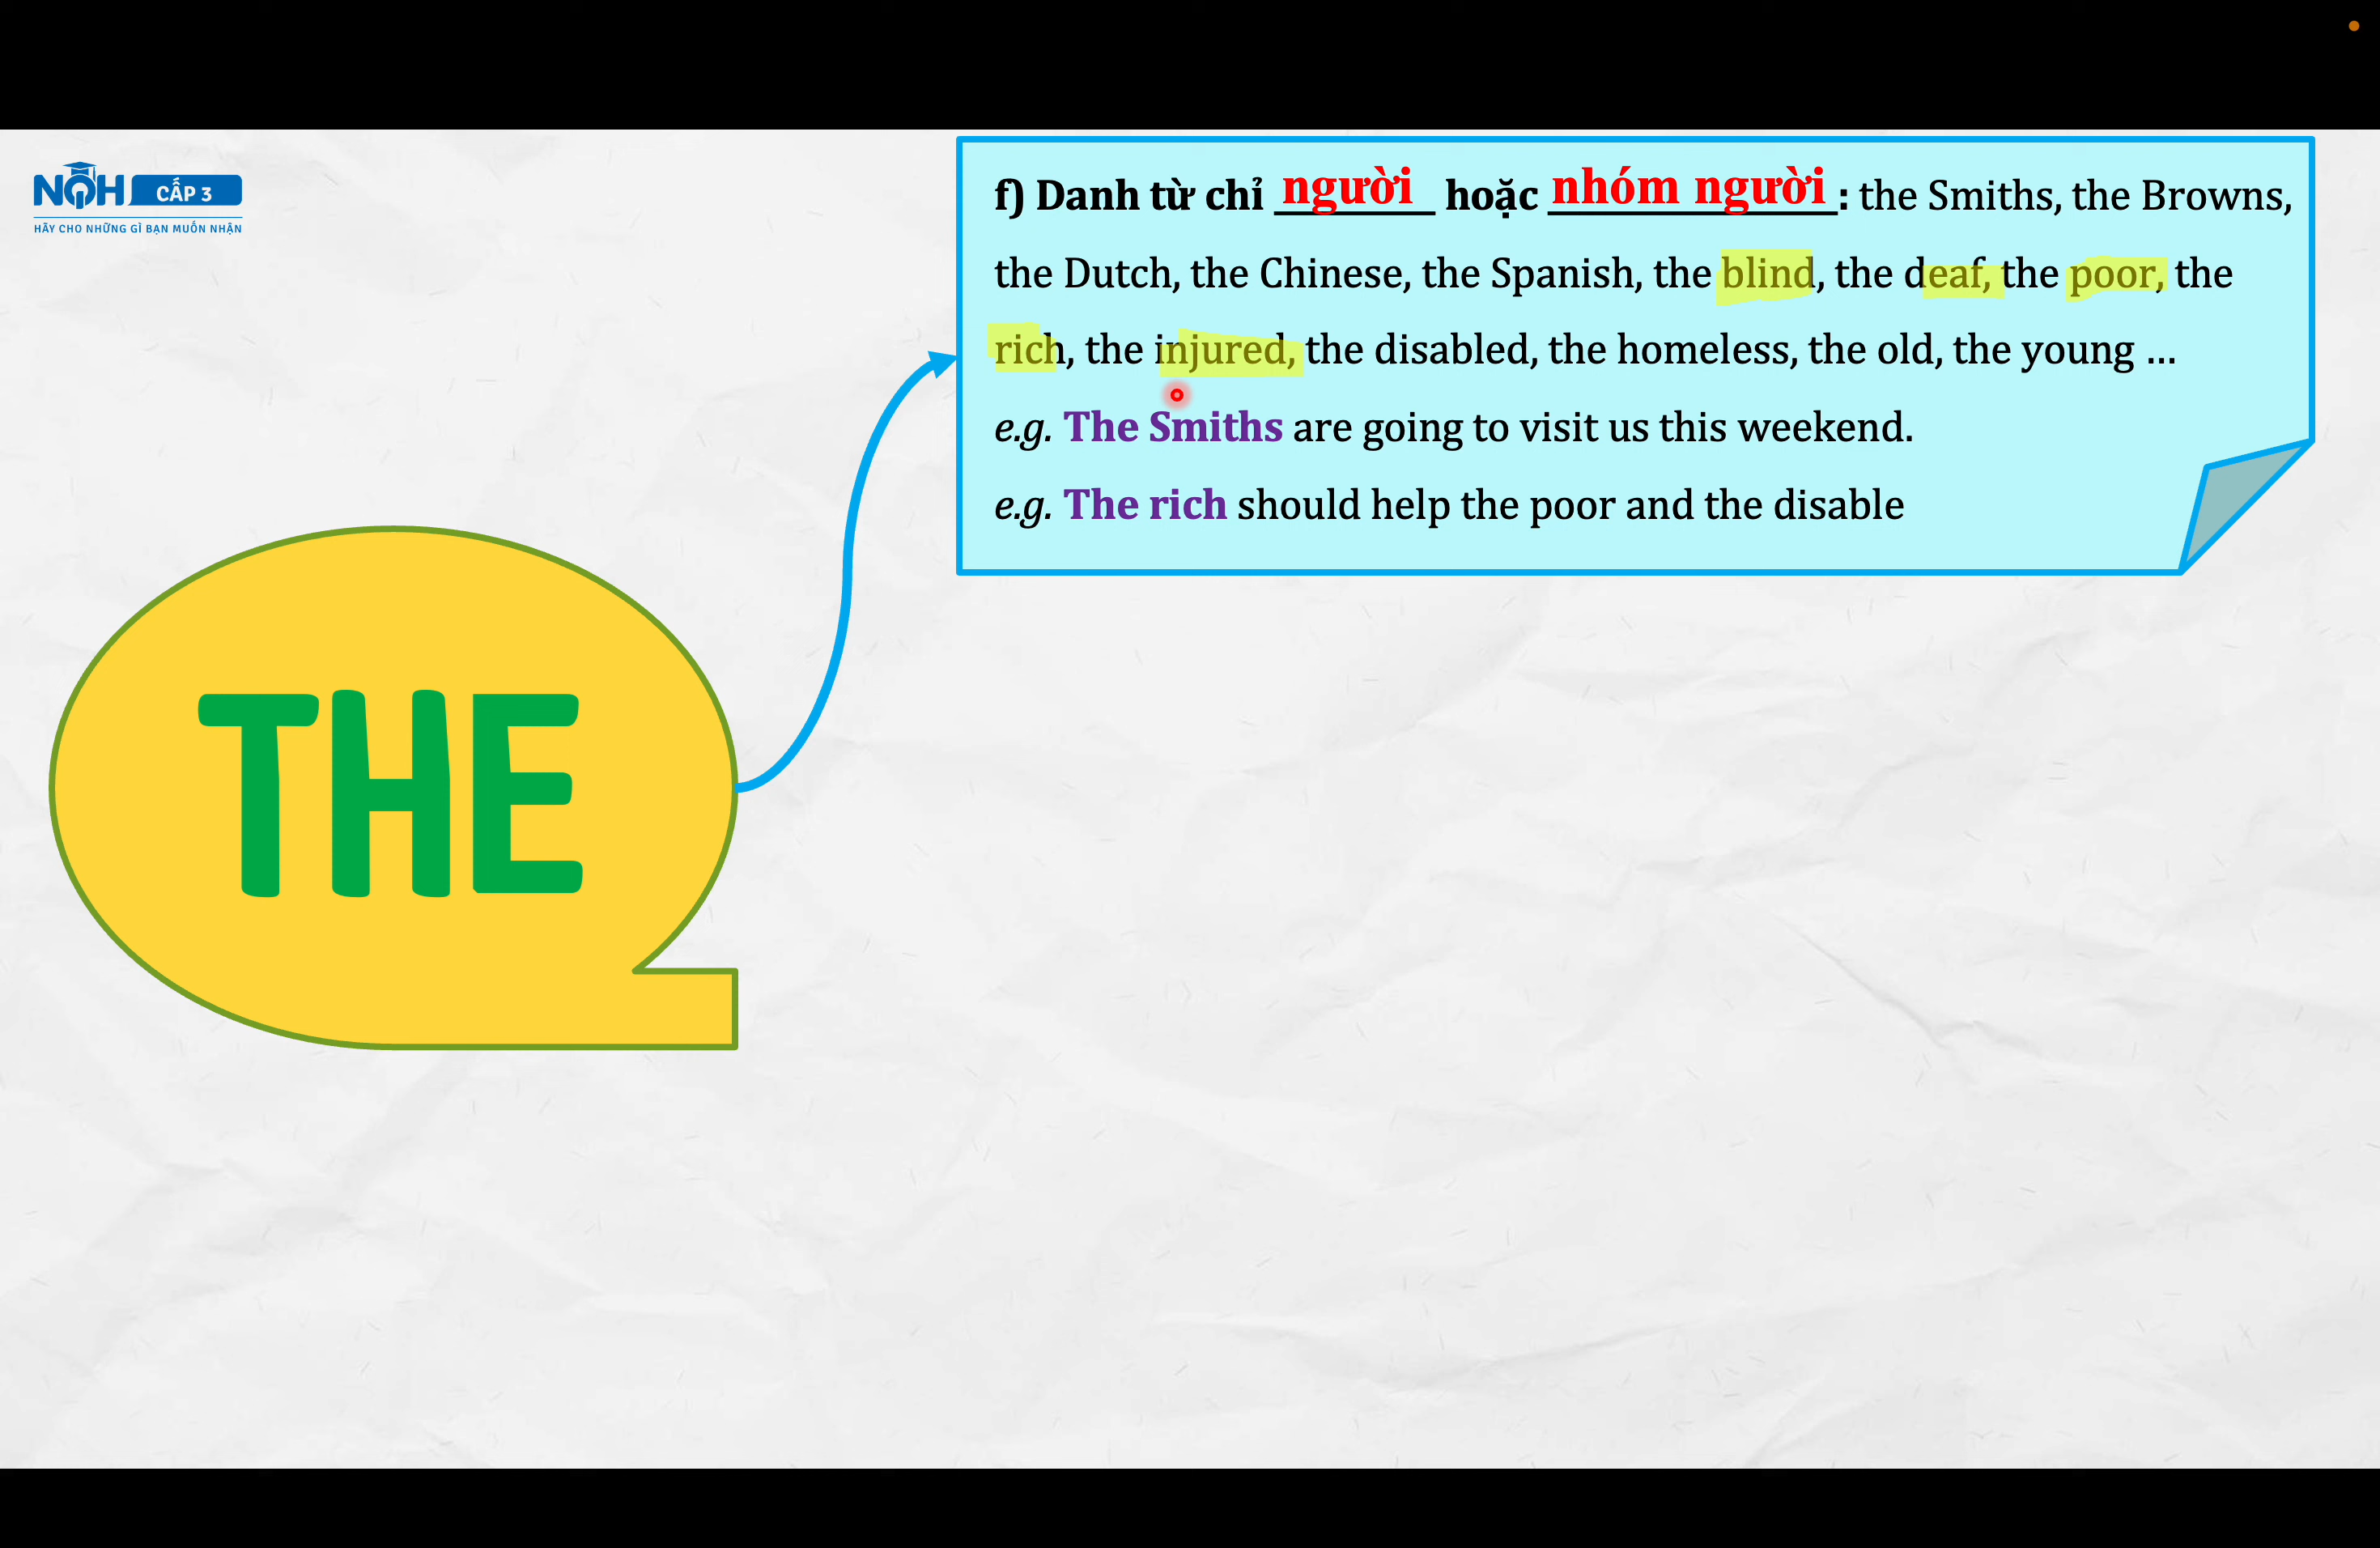 NQH CẤP 3
HÃY CHO NHỮNG GÌ BẠN MUỐN NHẬN
f) Danh từ chỉ người hoặc nhóm người : the Smiths, the Browns,
the Dutch, the Chinese, the Spanish, the blind, the deaf, the poor, the
rich, the injured, the disabled, the homeless, the old, the young ...
e.g. The Smiths are going to visit us this weekend.
e.g. The rich should help the poor and the disable
THE